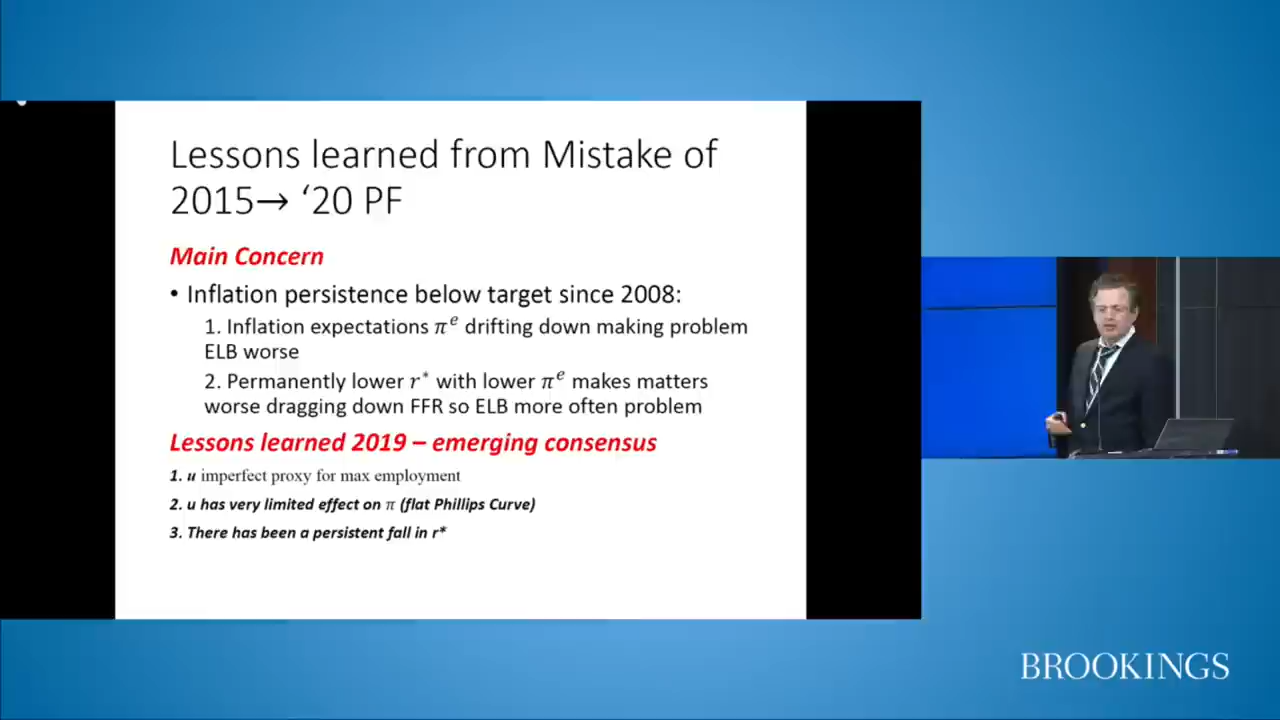 Lessons learned from Mistake of
2015→ ‘20 PF
Main Concern
• Inflation persistence below target since 2008:
1. Inflation expectations πᵉ drifting down making problem
ELB worse
2. Permanently lower r* with lower πᵉ makes matters
worse dragging down FFR so ELB more often problem
Lessons learned 2019 – emerging consensus
1. u imperfect proxy for max employment
2. u has very limited effect on π (flat Phillips Curve)
3. There has been a persistent fall in r*
BROOKINGS